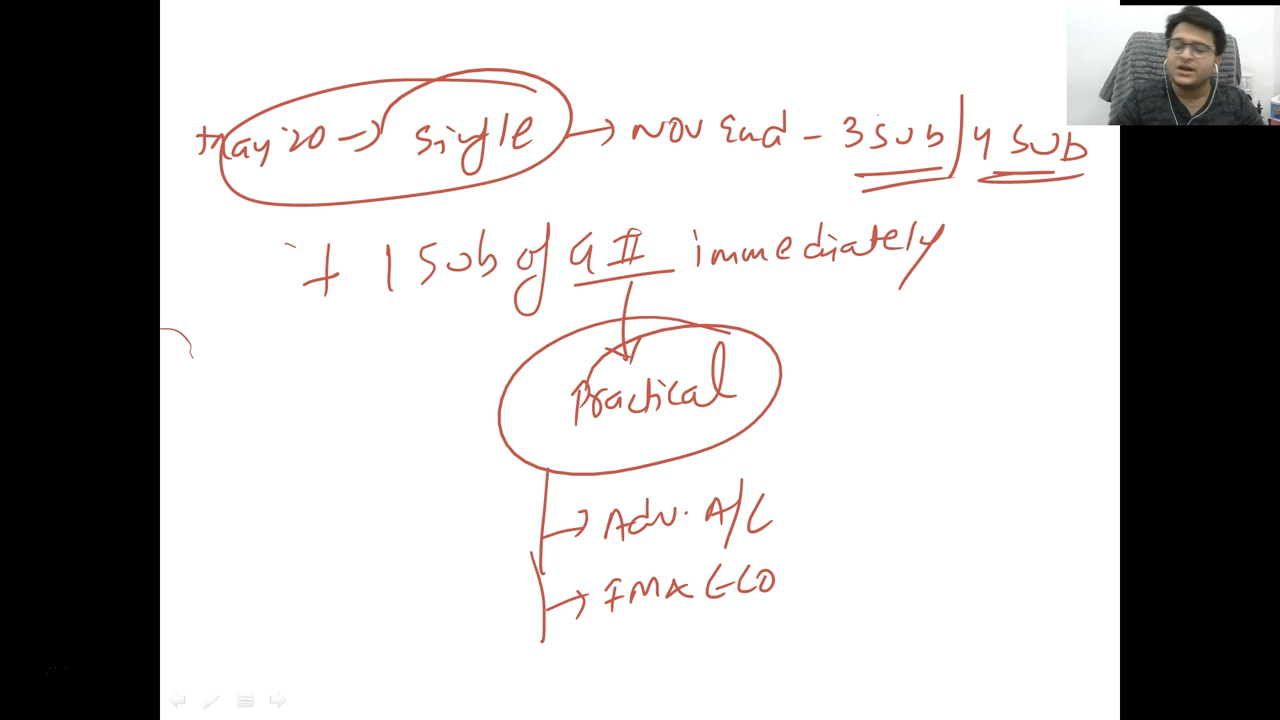 May'20 → single → Nov End - 3 sub / 4 sub
+ 1 Sub of G II immediately
Practical
→ Adv. A/C
→ FM & ECO